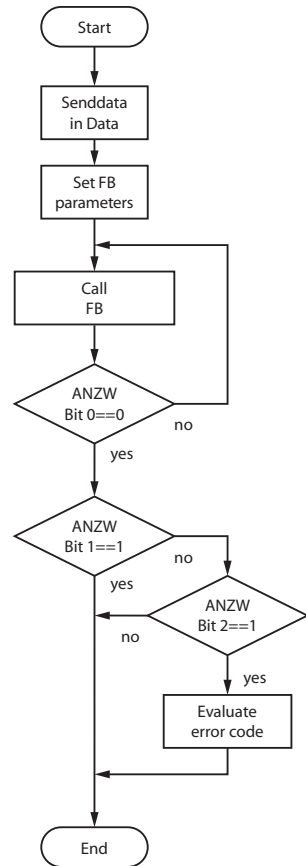 Start
Senddata
in Data
Set FB
parameters
Call
FB
ANZW
Bit 0==0
no
yes
ANZW
Bit 1==1
no
yes
ANZW
Bit 2==1
no
yes
Evaluate
error code
End